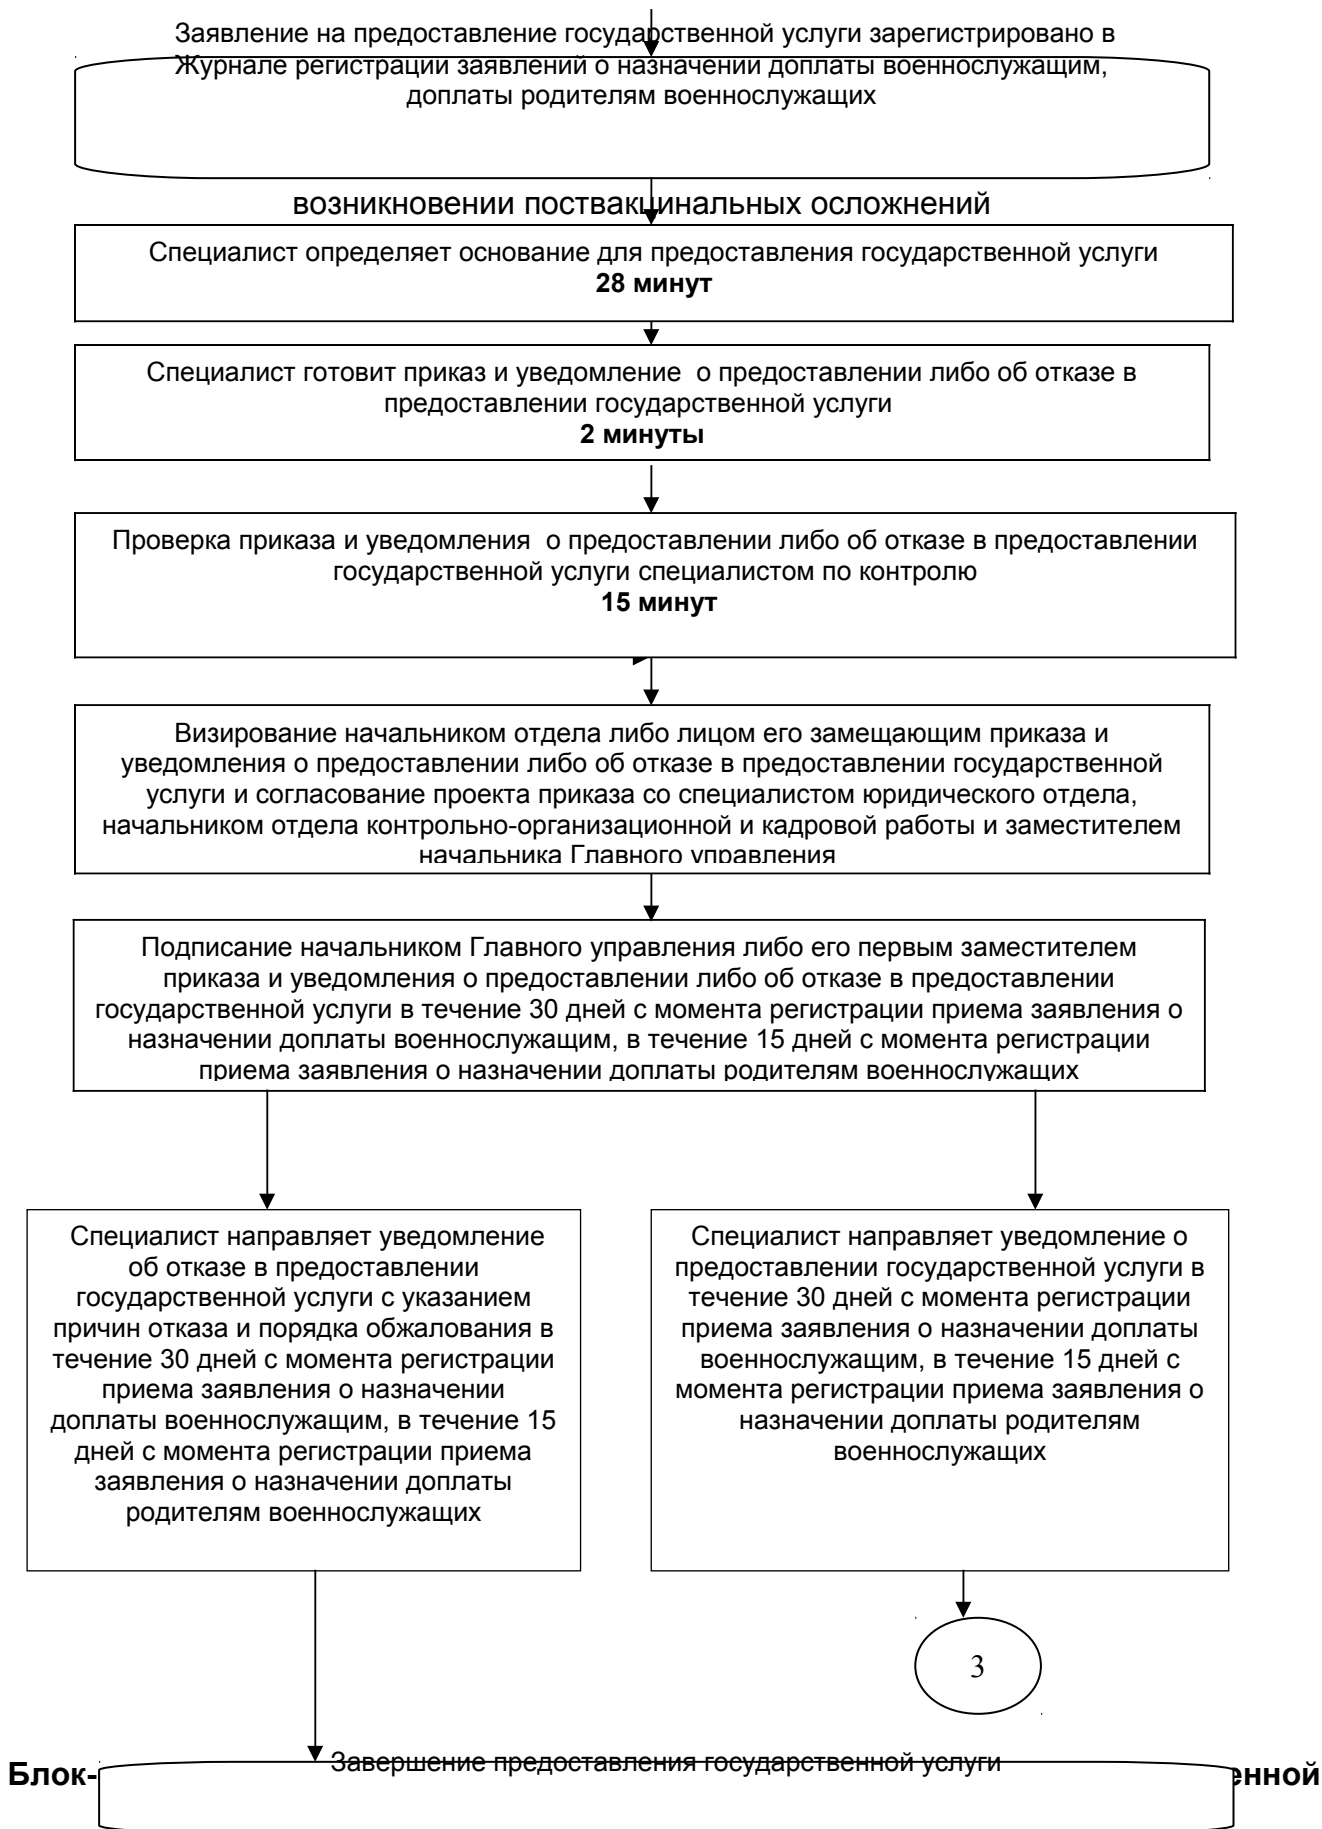 Заявление на предоставление государственной услуги зарегистрировано в
Журнале регистрации заявлений о назначении доплаты военнослужащим,
доплаты родителям военнослужащих
возникновении поствакцинальных осложнений
Специалист определяет основание для предоставления государственной услуги
28 минут
Специалист готовит приказ и уведомление  о предоставлении либо об отказе в
предоставлении государственной услуги
2 минуты
Проверка приказа и уведомления  о предоставлении либо об отказе в предоставлении
государственной услуги специалистом по контролю
15 минут
Визирование начальником отдела либо лицом его замещающим приказа и
уведомления о предоставлении либо об отказе в предоставлении государственной
услуги и согласование проекта приказа со специалистом юридического отдела,
начальником отдела контрольно-организационной и кадровой работы и заместителем
начальника Главного управления
Подписание начальником Главного управления либо его первым заместителем
приказа и уведомления о предоставлении либо об отказе в предоставлении
государственной услуги в течение 30 дней с момента регистрации приема заявления о
назначении доплаты военнослужащим, в течение 15 дней с момента регистрации
приема заявления о назначении доплаты родителям военнослужащих
Специалист направляет уведомление
об отказе в предоставлении
государственной услуги с указанием
причин отказа и порядка обжалования в
течение 30 дней с момента регистрации
приема заявления о назначении
доплаты военнослужащим, в течение 15
дней с момента регистрации приема
заявления о назначении доплаты
родителям военнослужащих
Специалист направляет уведомление о
предоставлении государственной услуги в
течение 30 дней с момента регистрации
приема заявления о назначении доплаты
военнослужащим, в течение 15 дней с
момента регистрации приема заявления о
назначении доплаты родителям
военнослужащих
3
Завершение предоставления государственной услуги
Блок- енной